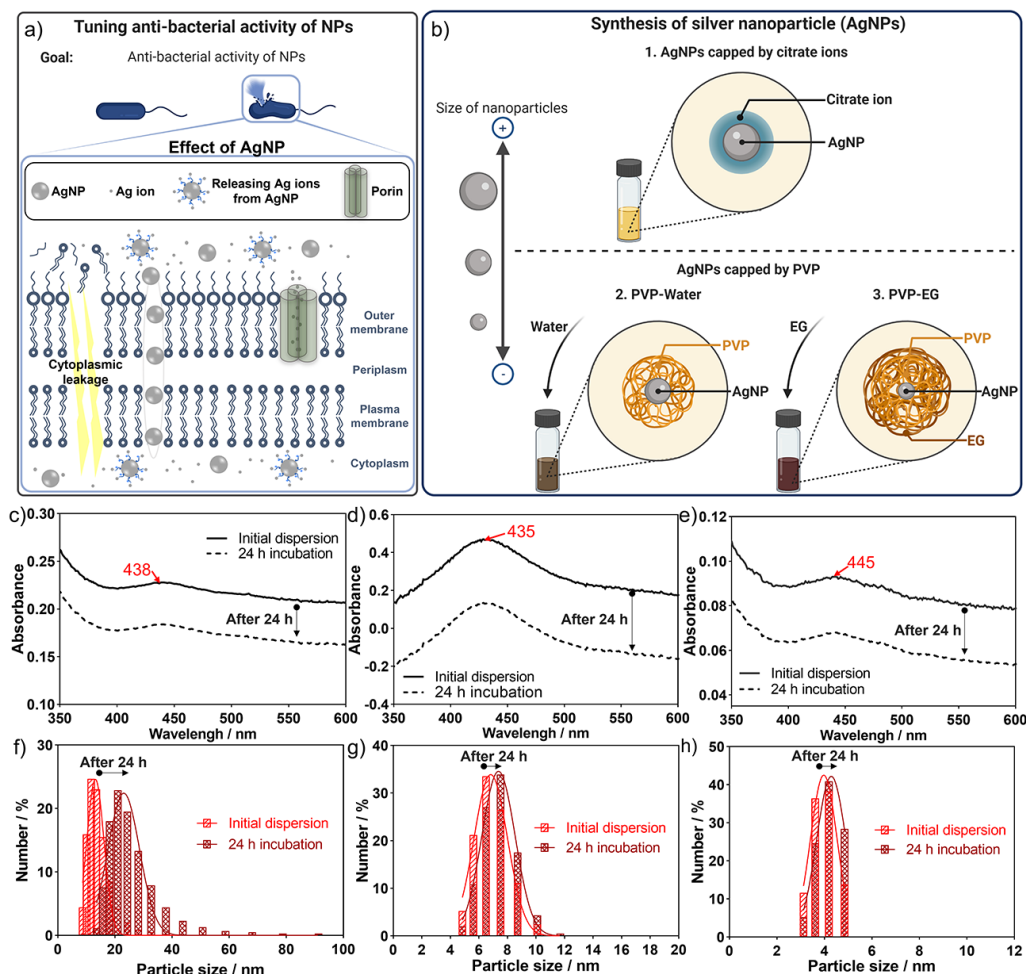 a)
Tuning anti-bacterial activity of NPs
Goal:
Anti-bacterial activity of NPs
Effect of AgNP
AgNP
Ag ion
Releasing Ag ions
from AgNP
Porin
Outer
membrane
Cytoplasmic
leakage
Periplasm
Plasma
membrane
Cytoplasm
b)
Synthesis of silver nanoparticle (AgNPs)
1. AgNPs capped by citrate ions
Size of nanoparticles
+
-
Citrate ion
AgNP
AgNPs capped by PVP
2. PVP-Water
Water
PVP
AgNP
3. PVP-EG
EG
PVP
AgNP
EG
c)
0.30
0.25
0.20
0.15
0.10
Absorbance
438
Initial dispersion
24 h incubation
After 24 h
350
400
450
500
550
600
Wavelengh / nm
d)
0.6
0.4
0.2
0.0
-0.2
-0.4
Absorbance
435
After 24 h
Initial dispersion
24 h incubation
350
400
450
500
550
600
Wavelengh / nm
e)
0.12
0.10
0.08
0.06
0.04
Absorbance
445
After 24 h
Initial dispersion
24 h incubation
350
400
450
500
550
600
Wavelengh / nm
f)
30
20
10
0
Number / %
After 24 h
Initial dispersion
24 h incubation
0
20
40
60
80
100
Particle size / nm
g)
40
30
20
10
0
Number / %
After 24 h
Initial dispersion
24 h incubation
0
2
4
6
8
10
12
14
16
18
20
Particle size / nm
h)
50
40
30
20
10
0
Number / %
After 24 h
Initial dispersion
24 h incubation
0
2
4
6
8
10
12
Particle size / nm